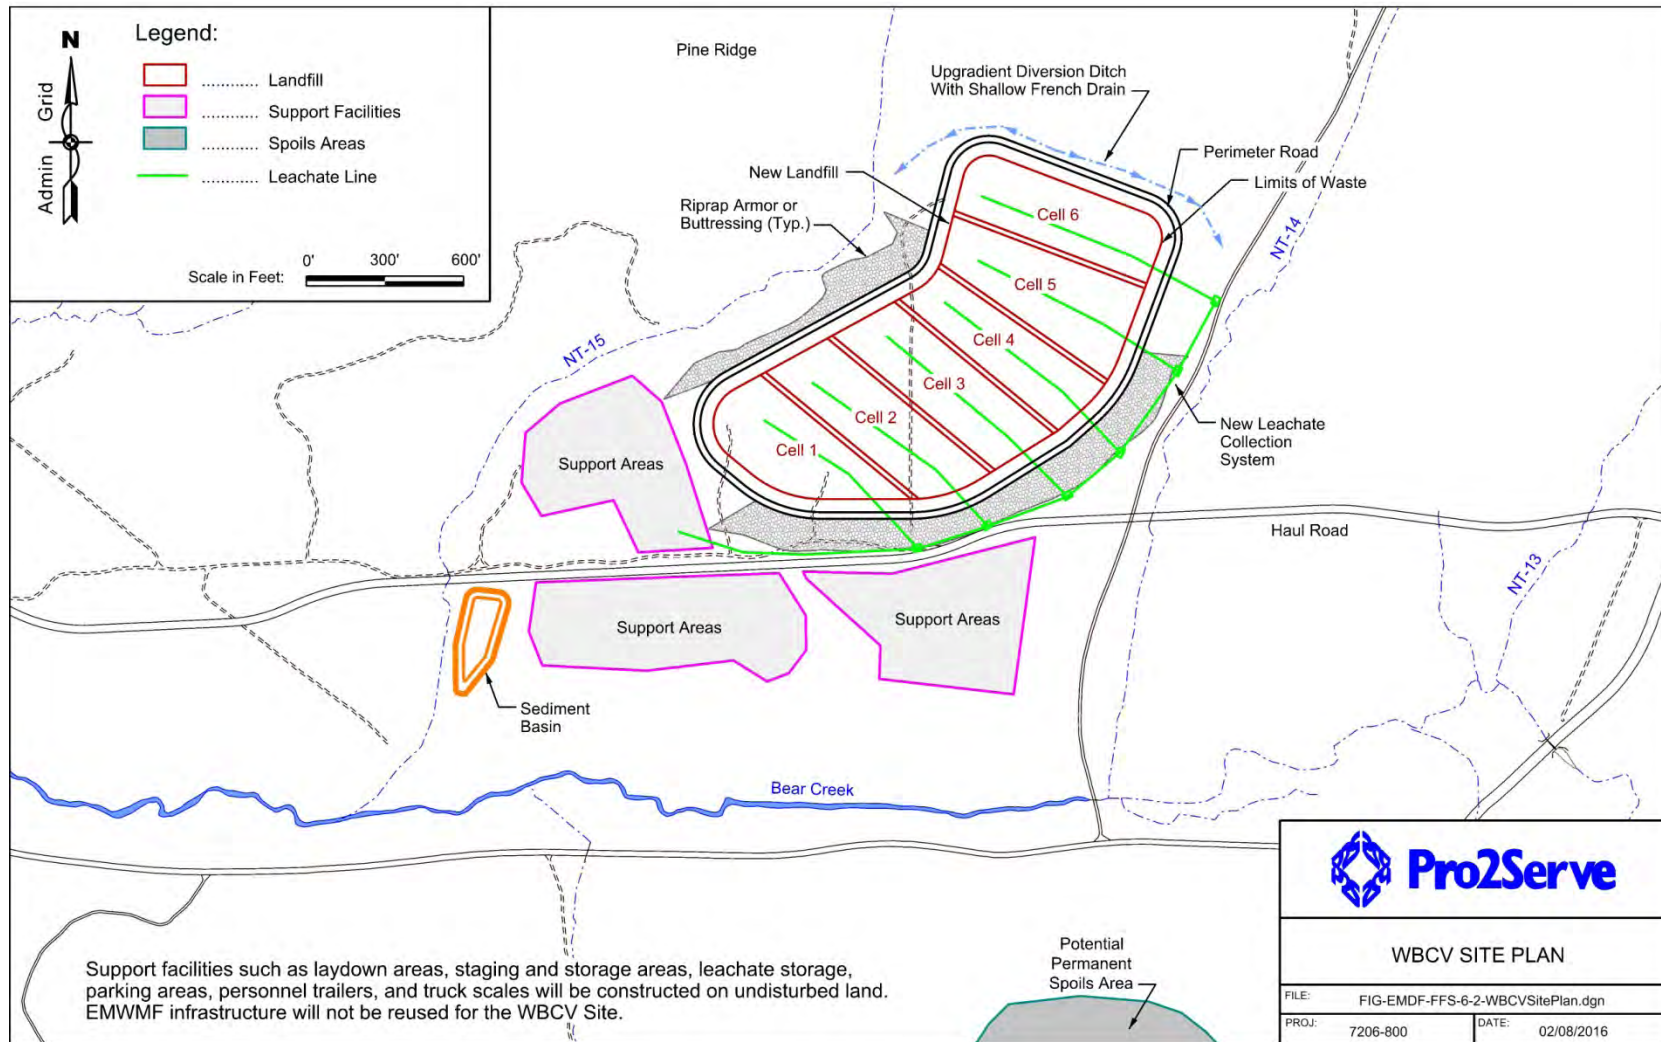 N
Grid
Admin
Legend:
Landfill
Support Facilities
Spoils Areas
Leachate Line
Scale in Feet:
0'
300'
600'
Pine Ridge
Upgradient Diversion Ditch
With Shallow French Drain
Perimeter Road
Limits of Waste
New Landfill
Riprap Armor or
Buttressing (Typ.)
Cell 6
Cell 5
Cell 4
Cell 3
Cell 2
Cell 1
NT-14
NT-15
New Leachate
Collection
System
Support Areas
Haul Road
NT-13
Support Areas
Support Areas
Sediment
Basin
Bear Creek
Potential
Permanent
Spoils Area
Support facilities such as laydown areas, staging and storage areas, leachate storage,
parking areas, personnel trailers, and truck scales will be constructed on undisturbed land.
EMWMF infrastructure will not be reused for the WBCV Site.
Pro2Serve
WBCV SITE PLAN
FILE: FIG-EMDF-FFS-6-2-WBCVSitePlan.dgn
PROJ: 7206-800
DATE: 02/08/2016